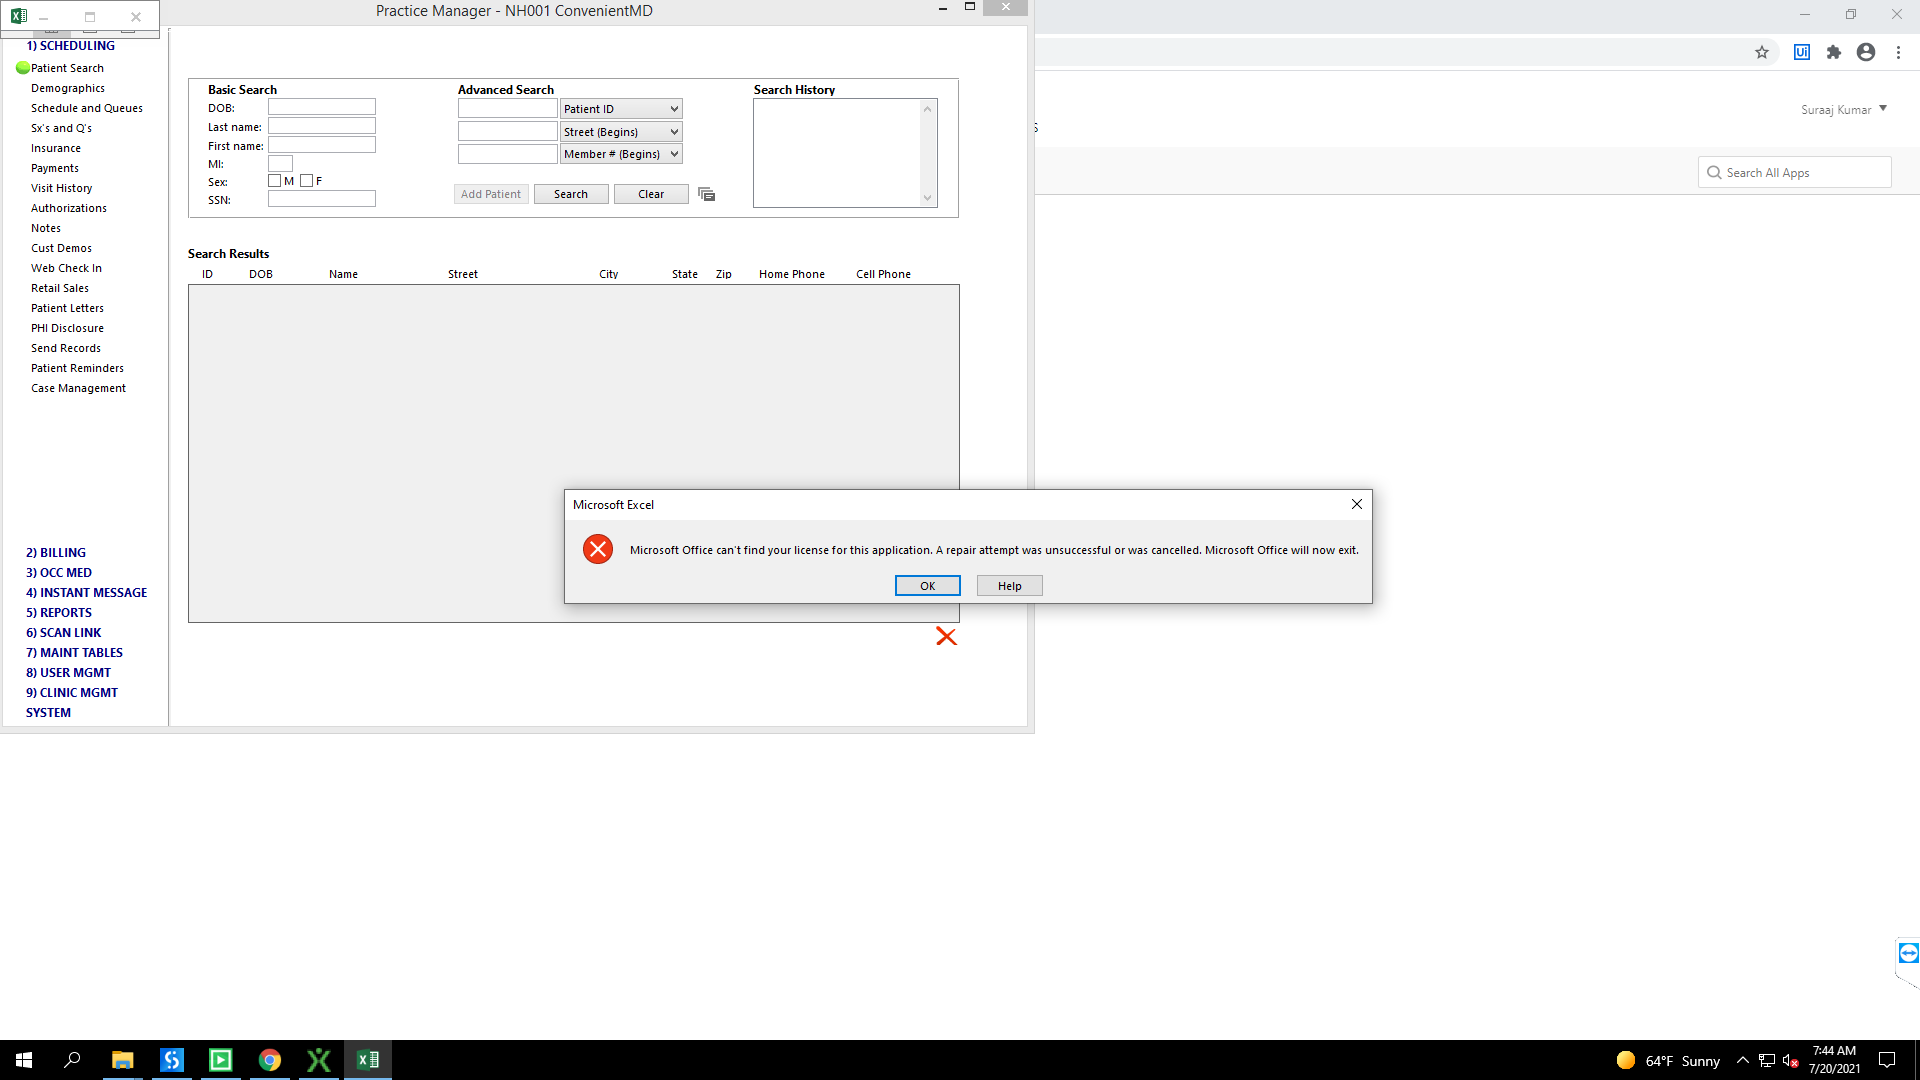 Practice Manager - NH001 ConvenientMD
1) SCHEDULING
Patient Search
Demographics
Schedule and Queues
Sx's and Q's
Insurance
Payments
Visit History
Authorizations
Notes
Cust Demos
Web Check In
Retail Sales
Patient Letters
PHI Disclosure
Send Records
Patient Reminders
Case Management
2) BILLING
3) OCC MED
4) INSTANT MESSAGE
5) REPORTS
6) SCAN LINK
7) MAINT TABLES
8) USER MGMT
9) CLINIC MGMT
SYSTEM
Basic Search
DOB:
Last name:
First name:
MI:
Sex: M F
SSN:
Advanced Search
Patient ID
Street (Begins)
Member # (Begins)
Add Patient Search Clear
Search History
Search Results
ID DOB Name Street City State Zip Home Phone Cell Phone
Ui
Suraaj Kumar
s
Search All Apps
Microsoft Excel
Microsoft Office can't find your license for this application. A repair attempt was unsuccessful or was cancelled. Microsoft Office will now exit.
OK Help
64°F Sunny
7:44 AM
7/20/2021